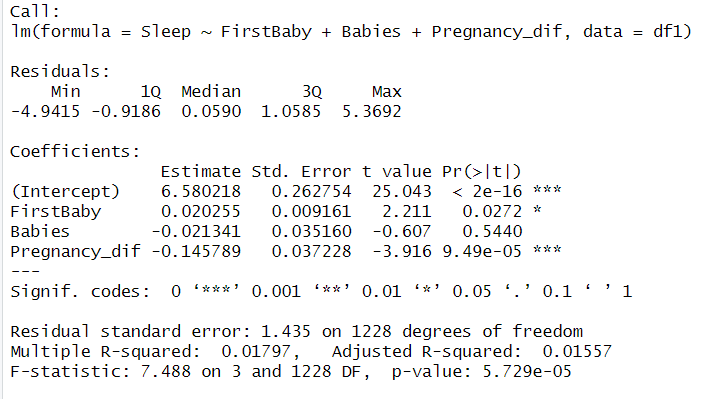 Call:
lm(formula = Sleep ~ FirstBaby + Babies + Pregnancy_dif, data = df1)
Residuals:
Min 1Q Median 3Q Max
-4.9415 -0.9186 0.0590 1.0585 5.3692
Coefficients:
Estimate Std. Error t value Pr(>|t|)
(Intercept) 6.580218 0.262754 25.043 < 2e-16 ***
FirstBaby 0.020255 0.009161 2.211 0.0272 *
Babies -0.021341 0.035160 -0.607 0.5440
Pregnancy_dif -0.145789 0.037228 -3.916 9.49e-05 ***
---
Signif. codes: 0 ‘***’ 0.001 ‘**’ 0.01 ‘*’ 0.05 ‘.’ 0.1 ‘ ’ 1
Residual standard error: 1.435 on 1228 degrees of freedom
Multiple R-squared: 0.01797, Adjusted R-squared: 0.01557
F-statistic: 7.488 on 3 and 1228 DF, p-value: 5.729e-05